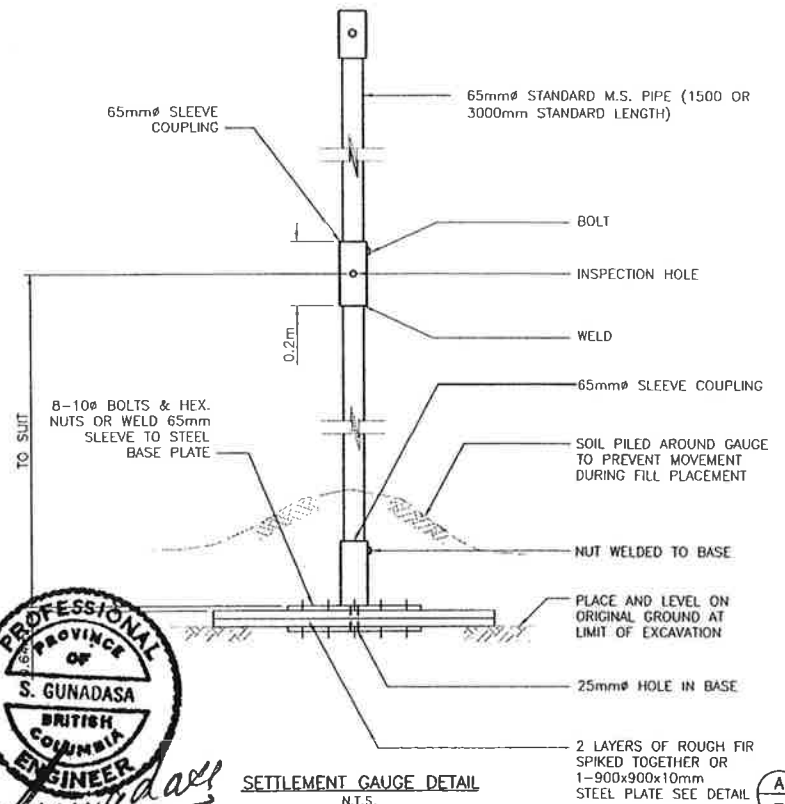 65mmø SLEEVE
COUPLING
65mmø STANDARD M.S. PIPE (1500 OR
3000mm STANDARD LENGTH)
BOLT
INSPECTION HOLE
WELD
0.2m
65mmø SLEEVE COUPLING
8-10ø BOLTS & HEX.
NUTS OR WELD 65mm
SLEEVE TO STEEL
BASE PLATE
TO SUIT
SOIL PILED AROUND GAUGE
TO PREVENT MOVEMENT
DURING FILL PLACEMENT
NUT WELDED TO BASE
PLACE AND LEVEL ON
ORIGINAL GROUND AT
LIMIT OF EXCAVATION
25mmø HOLE IN BASE
2 LAYERS OF ROUGH FIR
SPIKED TOGETHER OR
1-900x900x10mm
STEEL PLATE SEE DETAIL
A
PROFESSIONAL
PROVINCE
OF
S. GUNADASA
BRITISH
COLUMBIA
ENGINEER
SETTLEMENT GAUGE DETAIL
N.T.S.